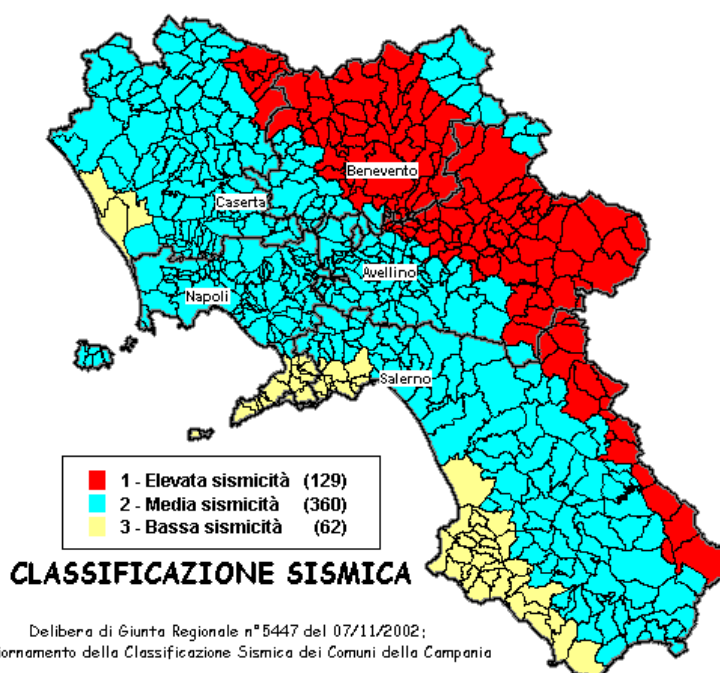 Benevento
Caserta
Avellino
Napoli
Salerno
1 - Elevata sismicità (129)
2 - Media sismicità (360)
3 - Bassa sismicità (62)
CLASSIFICAZIONE SISMICA
Delibera di Giunta Regionale n°5447 del 07/11/2002;
iornamento della Classificazione Sismica dei Comuni della Campania